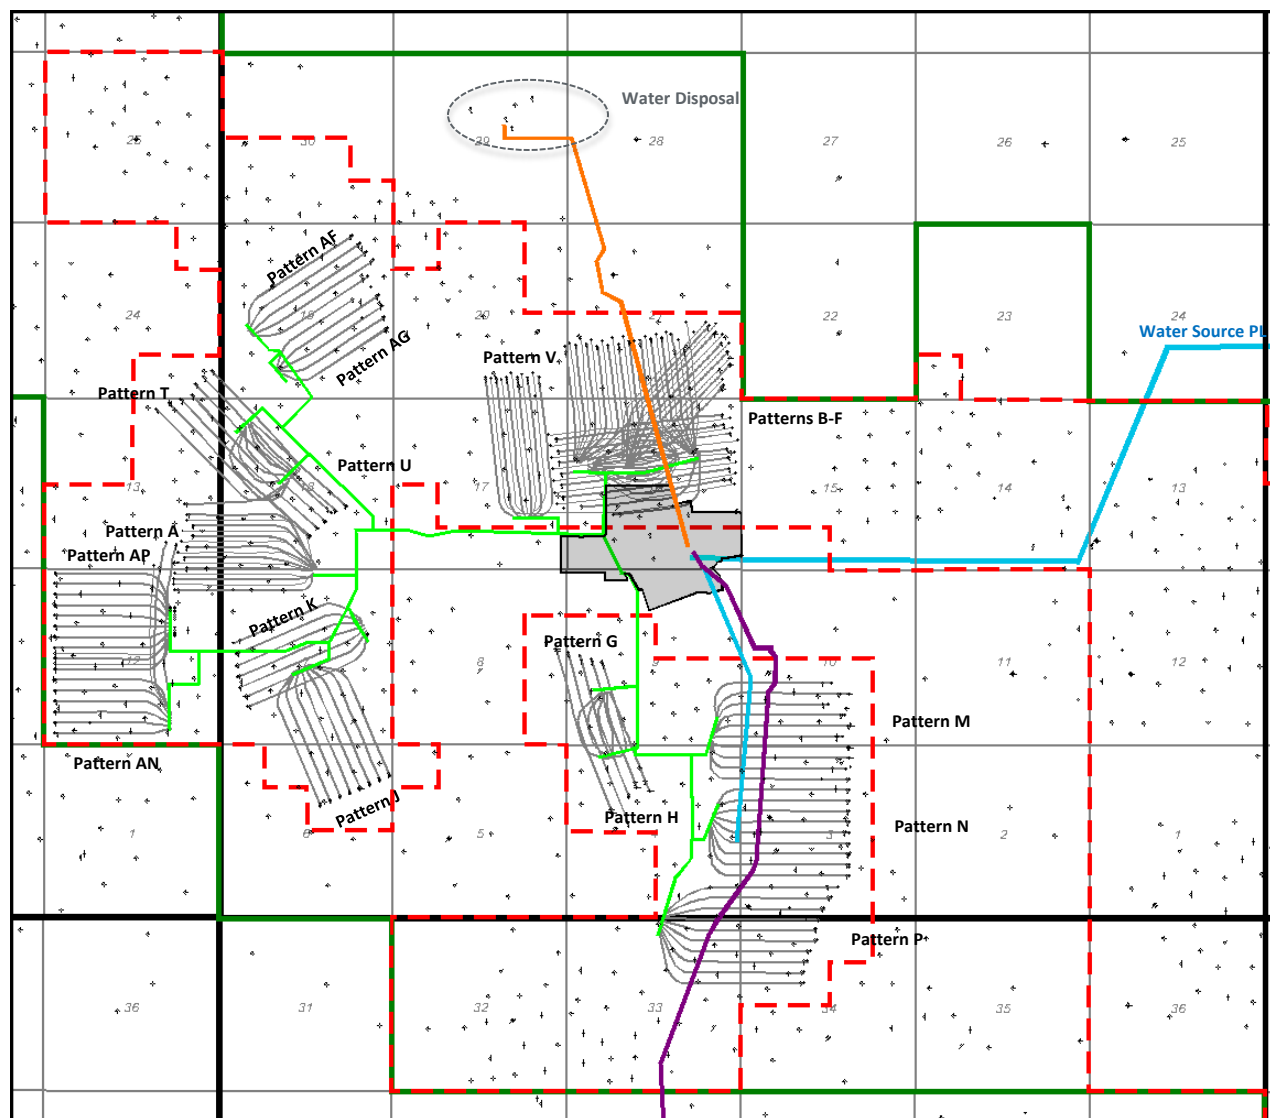 Water Disposal
25
30
29
28
27
26
25
Pattern AF
24
19
20
21
22
23
24
Water Source PL
Pattern AG
Pattern V
Pattern T
Patterns B-F
Pattern U
13
18
17
15
14
13
Pattern A
Pattern AP
Pattern K
Pattern G
12
8
9
10
11
12
Pattern M
Pattern AN
Pattern J
Pattern H
Pattern N
1
6
5
3
2
1
Pattern P
36
31
32
33
34
35
36